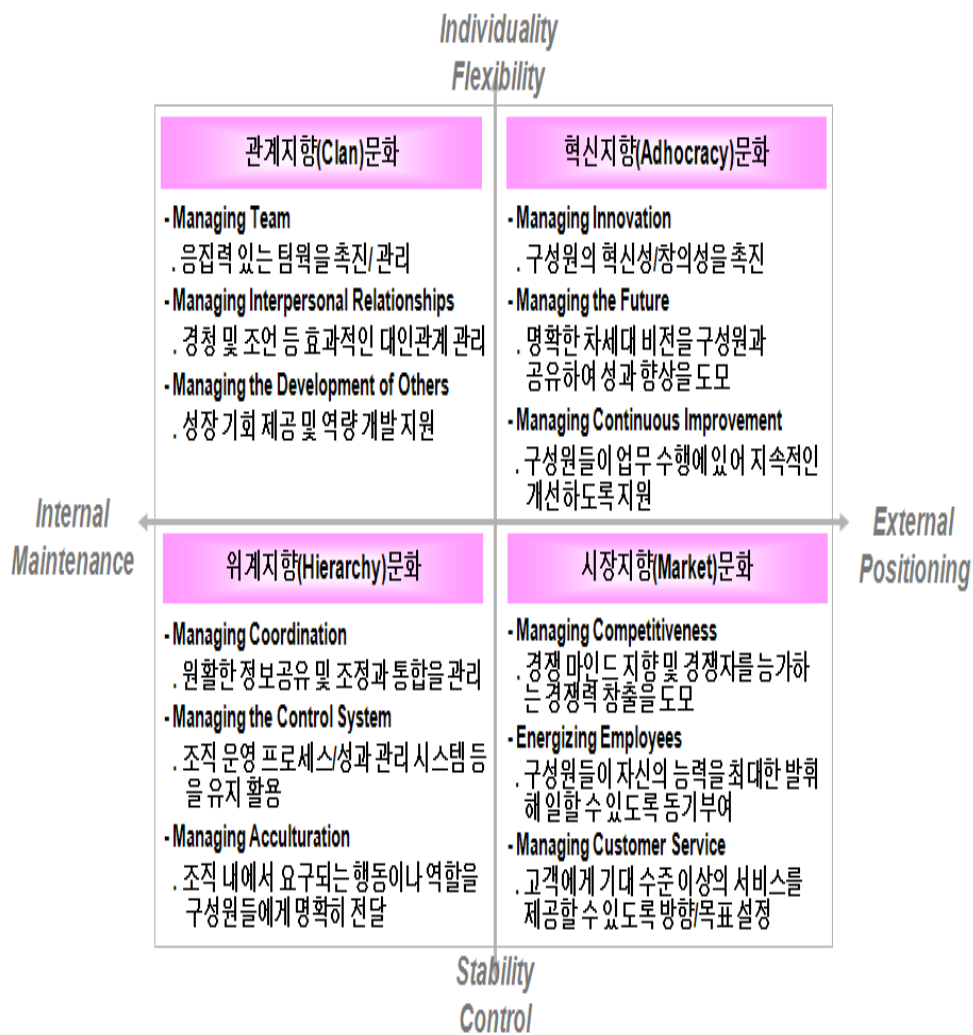 Individuality
Flexibility
관계지향(Clan)문화
- Managing Team
. 응집력 있는 팀웍을 촉진/ 관리
- Managing Interpersonal Relationships
. 경청 및 조언 등 효과적인 대인관계 관리
- Managing the Development of Others
. 성장 기회 제공 및 역량 개발 지원
혁신지향(Adhocracy)문화
- Managing Innovation
. 구성원의 혁신성/창의성을 촉진
- Managing the Future
. 명확한 차세대 비전을 구성원과
공유하여 성과 향상을 도모
- Managing Continuous Improvement
. 구성원들이 업무 수행에 있어 지속적인
개선하도록 지원
Internal
Maintenance
External
Positioning
위계지향(Hierarchy)문화
- Managing Coordination
. 원활한 정보공유 및 조정과 통합을 관리
- Managing the Control System
. 조직 운영 프로세스/성과 관리 시스템 등
을 유지 활용
- Managing Acculturation
. 조직 내에서 요구되는 행동이나 역할을
구성원들에게 명확히 전달
시장지향(Market)문화
- Managing Competitiveness
. 경쟁 마인드 지향 및 경쟁자를 능가하
는 경쟁력 창출을 도모
- Energizing Employees
. 구성원들이 자신의 능력을 최대한 발휘
해 일할 수 있도록 동기부여
- Managing Customer Service
. 고객에게 기대 수준 이상의 서비스를
제공할 수 있도록 방향/목표 설정
Stability
Control